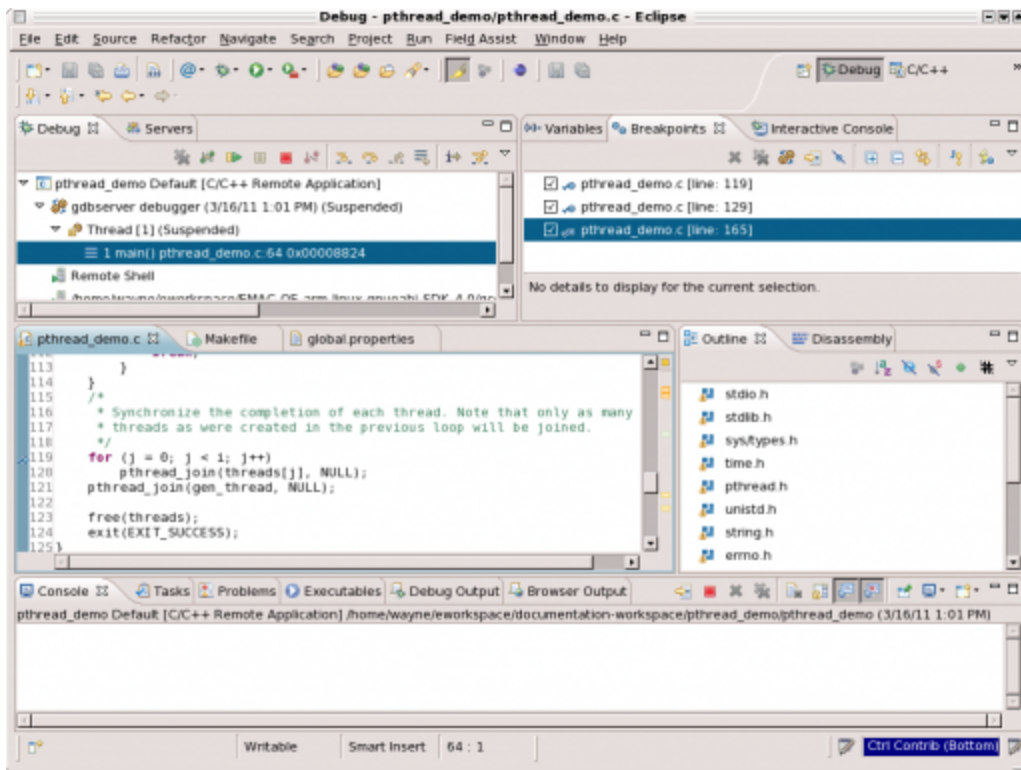 Debug - pthread_demo/pthread_demo.c - Eclipse
File Edit Source Refactor Navigate Search Project Run Field Assist Window Help
Debug C/C++
Debug Servers
pthread_demo Default [C/C++ Remote Application]
gdbserver debugger (3/16/11 1:01 PM) (Suspended)
Thread [1] (Suspended)
1 main() pthread_demo.c:64 0x00008824
Remote Shell
Variables Breakpoints Interactive Console
pthread_demo.c [line: 119]
pthread_demo.c [line: 129]
pthread_demo.c [line: 165]
No details to display for the current selection.
pthread_demo.c Makefile global.properties
113 }
114 }
115 /*
116 * Synchronize the completion of each thread. Note that only as many
117 * threads as were created in the previous loop will be joined.
118 */
119 for (j = 0; j < i; j++)
120 pthread_join(threads[j], NULL);
121 pthread_join(gen_thread, NULL);
122
123 free(threads);
124 exit(EXIT_SUCCESS);
125 }
Outline Disassembly
stdio.h
stdlib.h
sys/types.h
time.h
pthread.h
unistd.h
string.h
errno.h
Console Tasks Problems Executables Debug Output Browser Output
pthread_demo Default [C/C++ Remote Application] /home/wayne/eworkspace/documentation-workspace/pthread_demo/pthread_demo (3/16/11 1:01 PM)
Writable Smart Insert 64 : 1
Ctrl Contrib (Bottom)